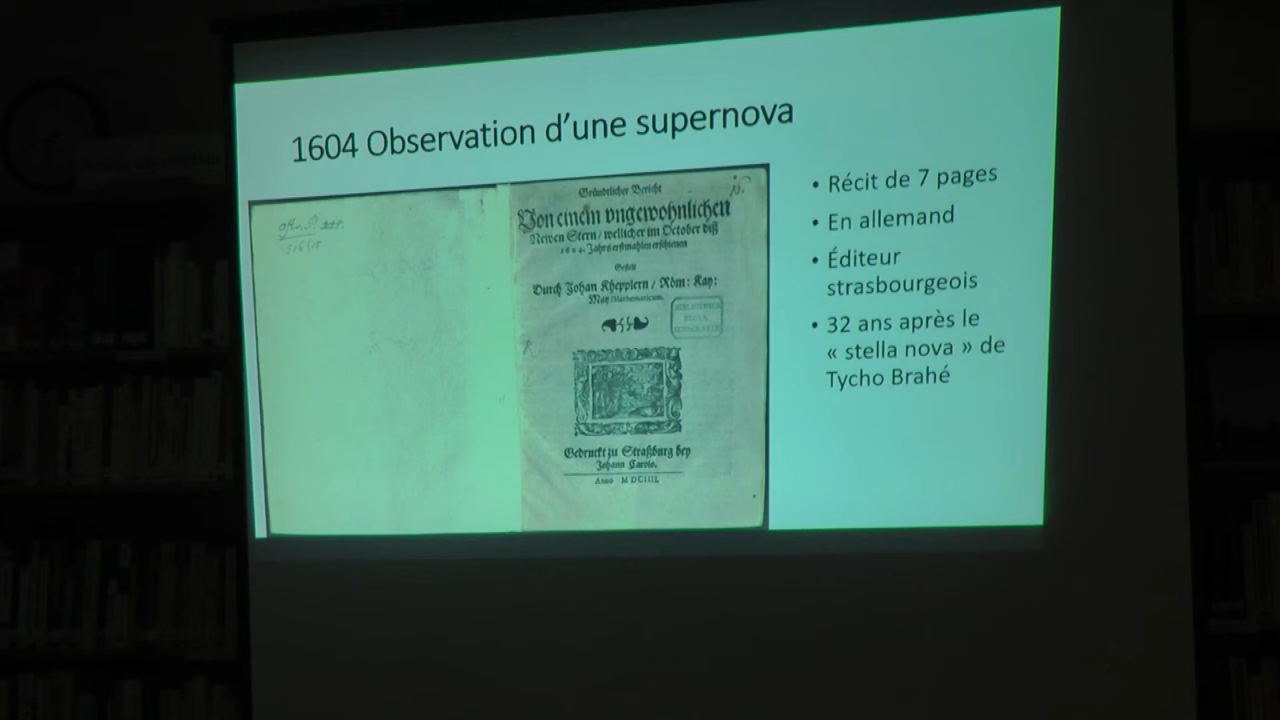 1604 Observation d'une supernova
Gründtlicher Bericht
Von einem vngewohnlichen
Newen Stern / wellicher im October diß
1604. Jahrs erstmahlen erschienen
Gestelt
Durch Johan Khepplern / Röm: Kay:
May: Mathematicum.
Gedruckt zu Straßburg bey
Johann Carolo.
Anno MDCIIII.
• Récit de 7 pages
• En allemand
• Éditeur
strasbourgeois
• 32 ans après le
« stella nova » de
Tycho Brahé